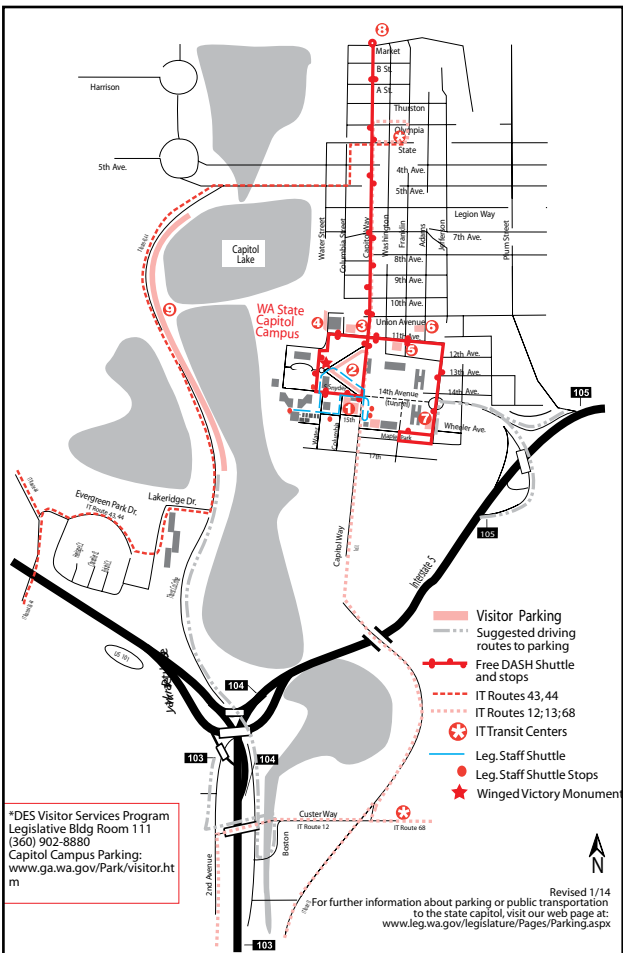 8
Market
B St.
A St.
Harrison
Thurston
Olympia
State
5th Ave.
4th Ave.
5th Ave.
Legion Way
7th Ave.
8th Ave.
9th Ave.
10th Ave.
Water Street
Columbia Street
Capitol Way
Washington
Franklin
Adams
Jefferson
Plum Street
Capitol
Lake
9
WA State
Capitol
Campus
4
3
Union Avenue
6
11th Ave.
5
12th Ave.
2
13th Ave.
14th Avenue
14th Ave.
(tunnel)
Snyder
1
15th
7
Wheeler Ave.
Maple Park
Water
Columbia
17th
105
105
Evergreen Park Dr.
IT Route 43,44
Lakeridge Dr.
Capitol Way
Interstate 5
US 101
104
103
104
Visitor Parking
Suggested driving
routes to parking
Free DASH Shuttle
and stops
IT Routes 43,44
IT Routes 12;13;68
IT Transit Centers
Leg. Staff Shuttle
Leg. Staff Shuttle Stops
Winged Victory Monument
Custer Way
IT Route 12
IT Route 68
Boston
2nd Avenue
103
*DES Visitor Services Program
Legislative Bldg Room 111
(360) 902-8880
Capitol Campus Parking:
www.ga.wa.gov/Park/visitor.ht
m
N
Revised 1/14
For further information about parking or public transportation
to the state capitol, visit our web page at:
www.leg.wa.gov/legislature/Pages/Parking.aspx